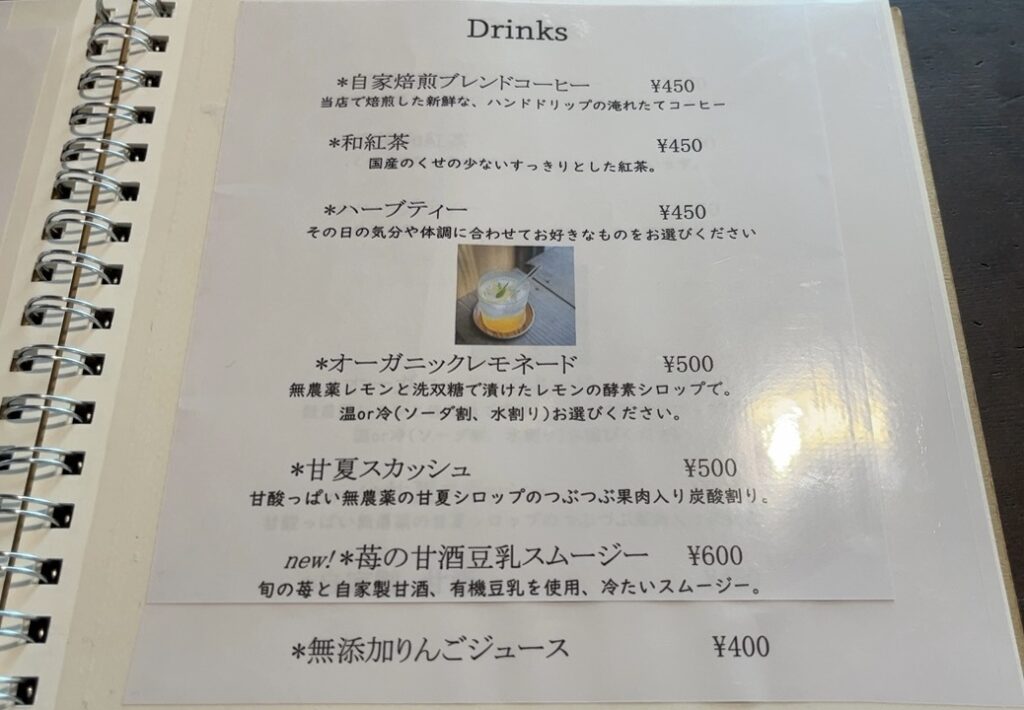 Drinks
*自家焙煎ブレンドコーヒー ¥450
当店で焙煎した新鮮な、ハンドドリップの淹れたてコーヒー
*和紅茶 ¥450
国産のくせの少ないすっきりとした紅茶。
*ハーブティー ¥450
その日の気分や体調に合わせてお好きなものをお選びください
*オーガニックレモネード ¥500
無農薬レモンと洗双糖で漬けたレモンの酵素シロップで。
温or冷(ソーダ割、水割り)お選びください。
*甘夏スカッシュ ¥500
甘酸っぱい無農薬の甘夏シロップのつぶつぶ果肉入り炭酸割り。
new!*苺の甘酒豆乳スムージー ¥600
旬の苺と自家製甘酒、有機豆乳を使用、冷たいスムージー。
*無添加りんごジュース ¥400